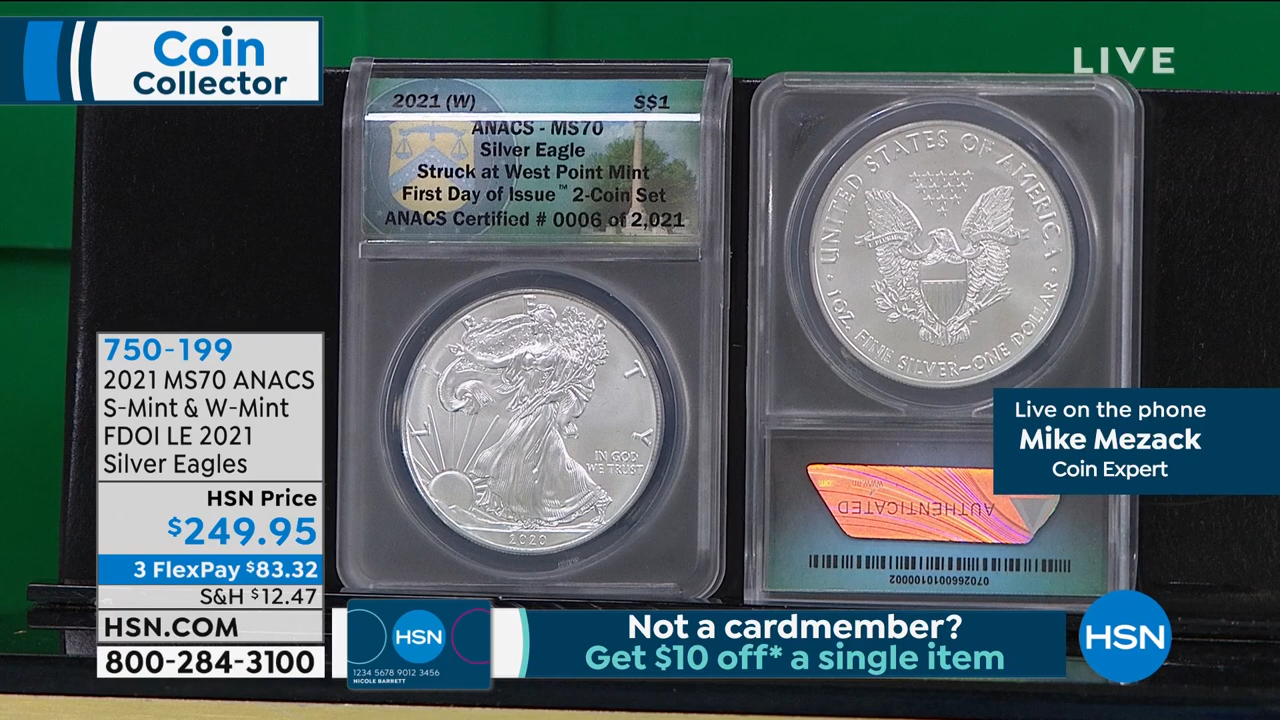 Coin
Collector
LIVE
2021 (W) S$1
ANACS - MS70
Silver Eagle
Struck at West Point Mint
First Day of Issue™ 2-Coin Set
ANACS Certified # 0006 of 2,021
LIBERTY
IN GOD
WE TRUST
2020
UNITED STATES OF AMERICA
1 OZ. FINE SILVER~ONE DOLLAR
AUTHENTICATED
07026600010100002
750-199
2021 MS70 ANACS
S-Mint & W-Mint
FDOI LE 2021
Silver Eagles
HSN Price
$249.95
3 FlexPay $83.32
S&H $12.47
HSN.COM
800-284-3100
Live on the phone
Mike Mezack
Coin Expert
HSN
1234 5678 9012 3456
NICOLE BARRETT
Not a cardmember?
Get $10 off* a single item
HSN